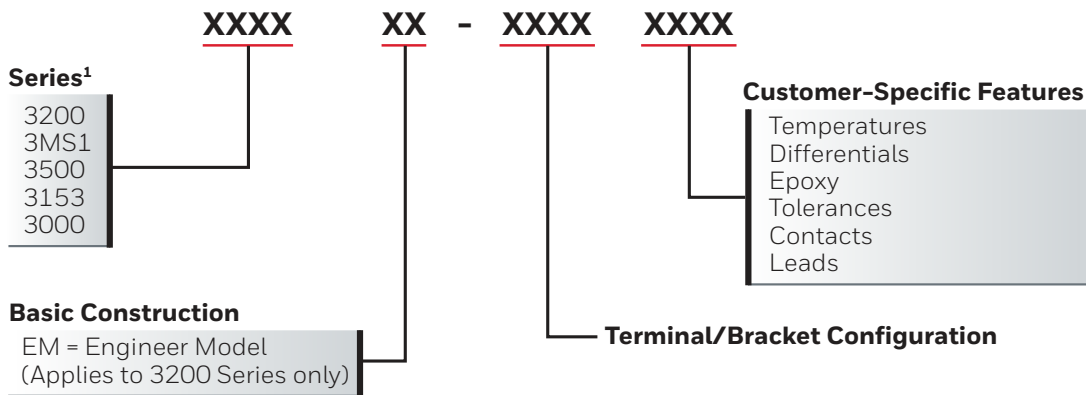 XXXX XX - XXXX XXXX
Series¹
3200
3MS1
3500
3153
3000
Customer-Specific Features
Temperatures
Differentials
Epoxy
Tolerances
Contacts
Leads
Basic Construction
EM = Engineer Model
(Applies to 3200 Series only)
Terminal/Bracket Configuration